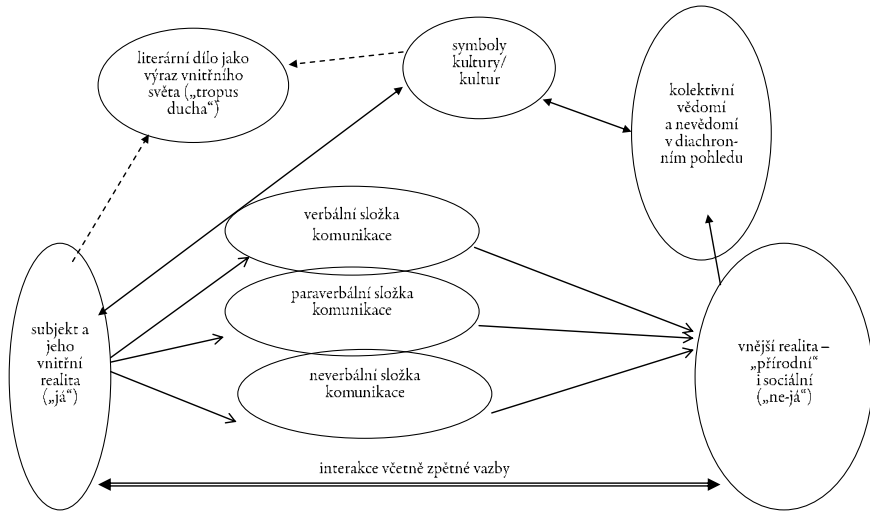 literární dílo jako
výraz vnitřního
světa („tropus
ducha“)
symboly
kultury/
kultur
kolektivní
vědomí
a nevědomí
v diachron-
ním pohledu
verbální složka
komunikace
paraverbální složka
komunikace
neverbální složka
komunikace
subjekt a
jeho
vnitřní
realita
(„já“)
vnější realita –
„přírodní“
i sociální
(„ne-já“)
interakce včetně zpětné vazby